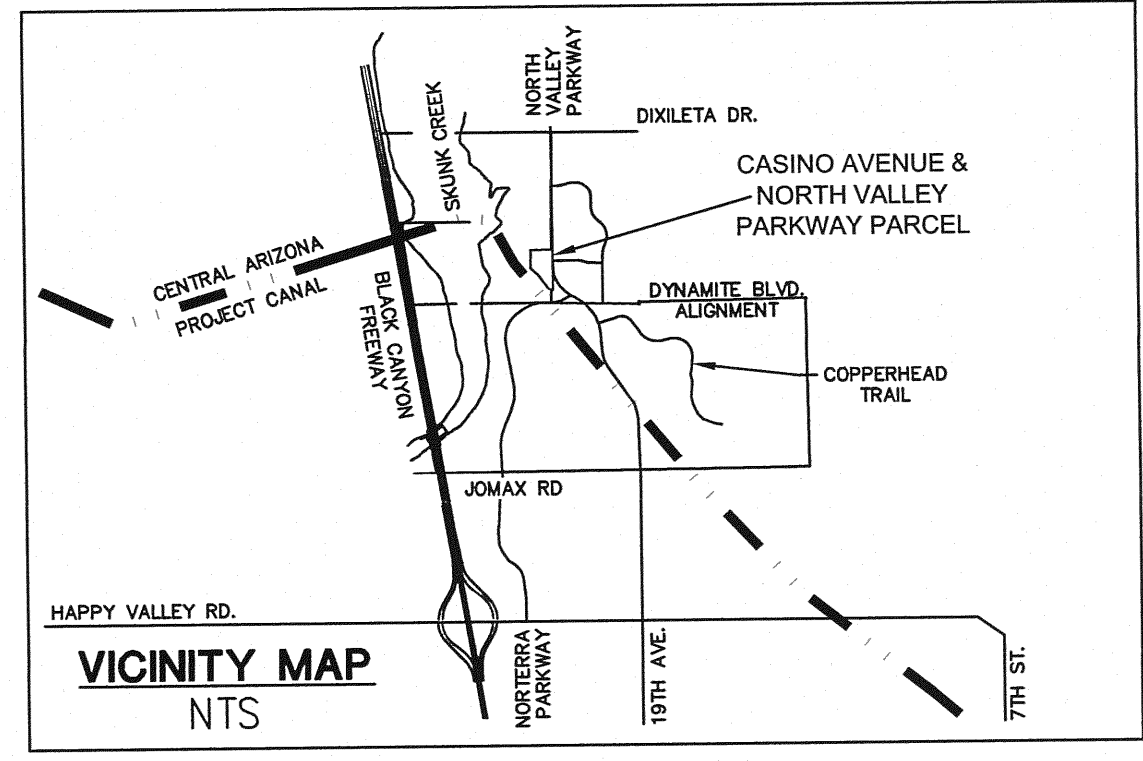 NORTH
VALLEY
PARKWAY
SKUNK CREEK
DIXILETA DR.
CASINO AVENUE &
NORTH VALLEY
PARKWAY PARCEL
CENTRAL ARIZONA
PROJECT CANAL
BLACK CANYON
FREEWAY
DYNAMITE BLVD.
ALIGNMENT
COPPERHEAD
TRAIL
JOMAX RD
HAPPY VALLEY RD.
VICINITY MAP
NTS
NORTERRA
PARKWAY
19TH AVE.
7TH ST.